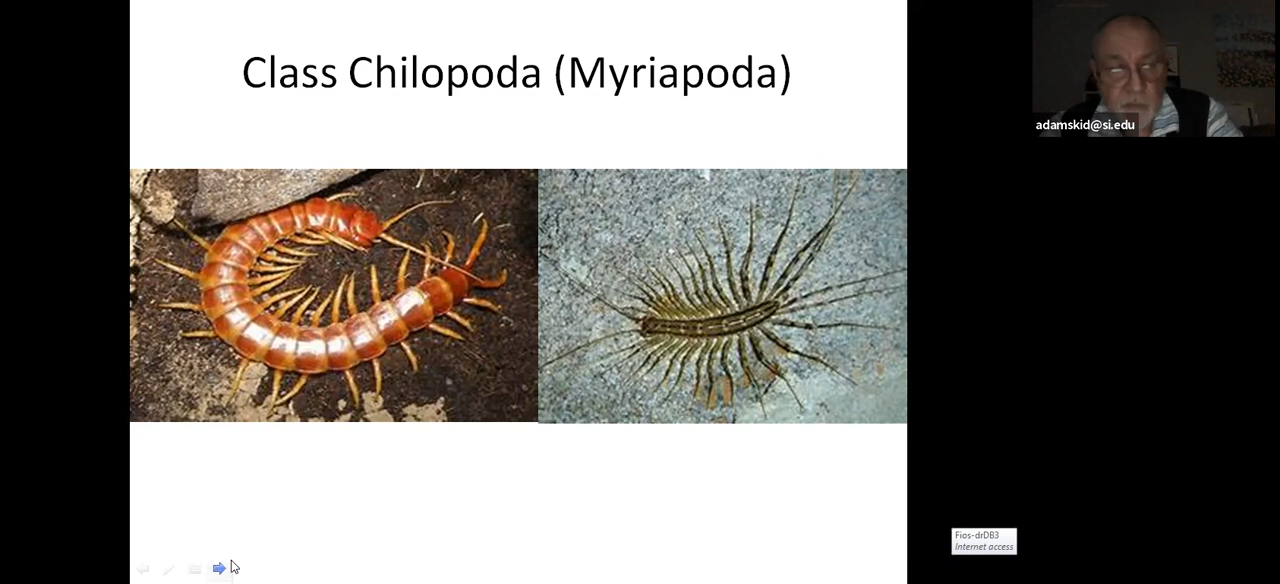 Class Chilopoda (Myriapoda)
adamskid@si.edu
Fios-drDB3
Internet access